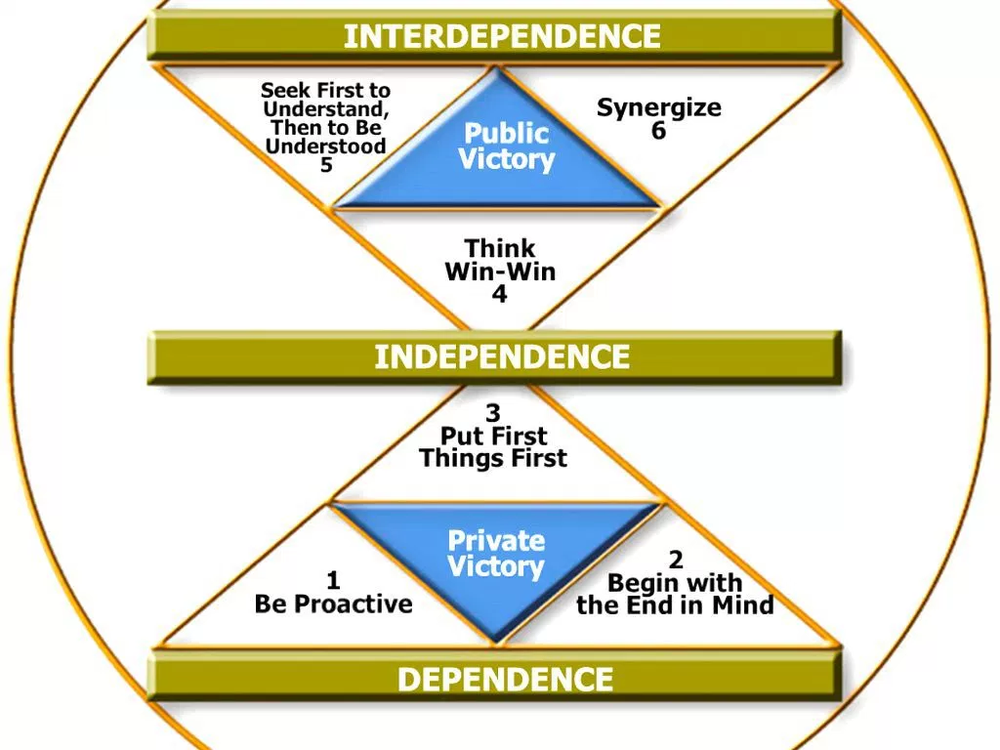 INTERDEPENDENCE
Seek First to
Understand,
Then to Be
Understood
5
Public
Victory
Synergize
6
Think
Win-Win
4
INDEPENDENCE
3
Put First
Things First
Private
Victory
1
Be Proactive
2
Begin with
the End in Mind
DEPENDENCE